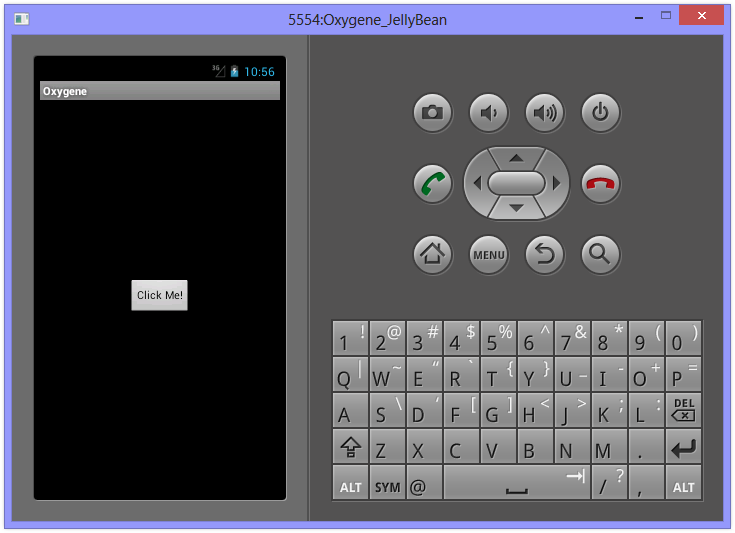 5554:Oxygene_JellyBean
3G 10:56
Oxygene
Click Me!
MENU
1 ! 2 @ 3 # 4 $ 5 % 6 ^ 7 & 8 * 9 ( 0 )
Q | W ~ E “ R ` T { Y } U _ I - O + P =
A S \ D ‘ F [ G ] H < J > K ; L : DEL
Z X C V B N M .
ALT SYM @ / ? , ALT